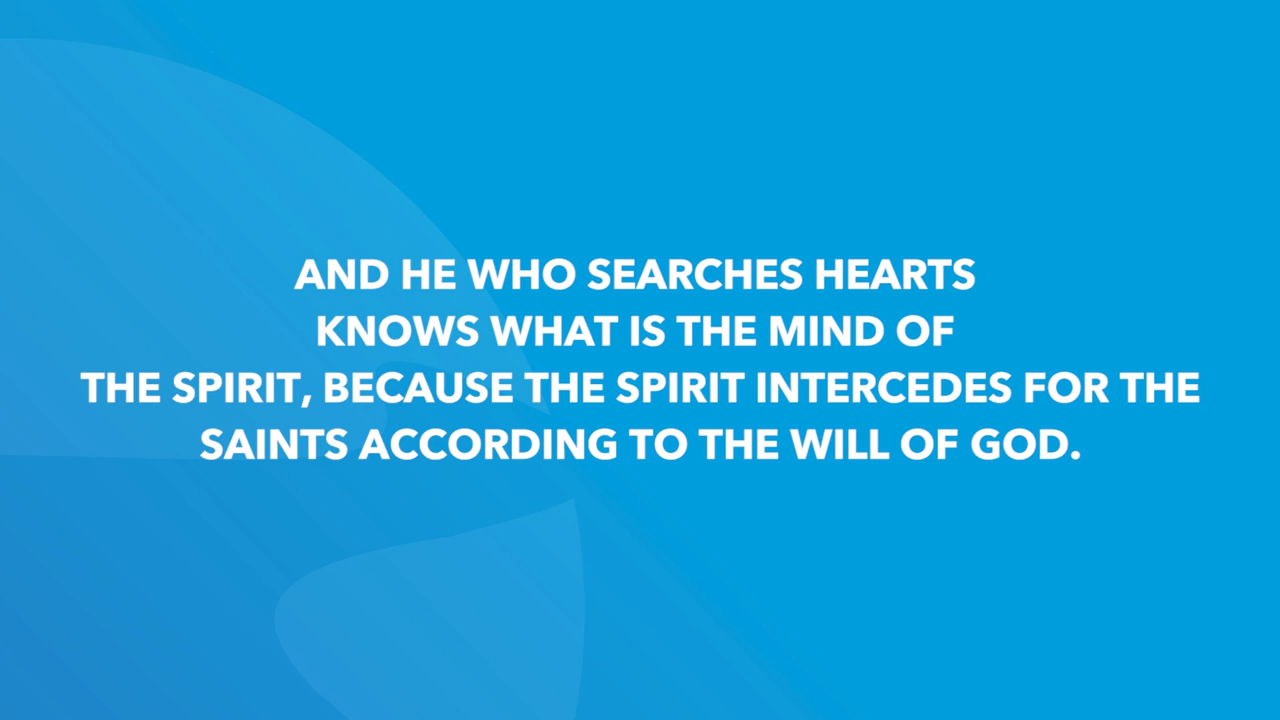 AND HE WHO SEARCHES HEARTS
KNOWS WHAT IS THE MIND OF
THE SPIRIT, BECAUSE THE SPIRIT INTERCEDES FOR THE
SAINTS ACCORDING TO THE WILL OF GOD.